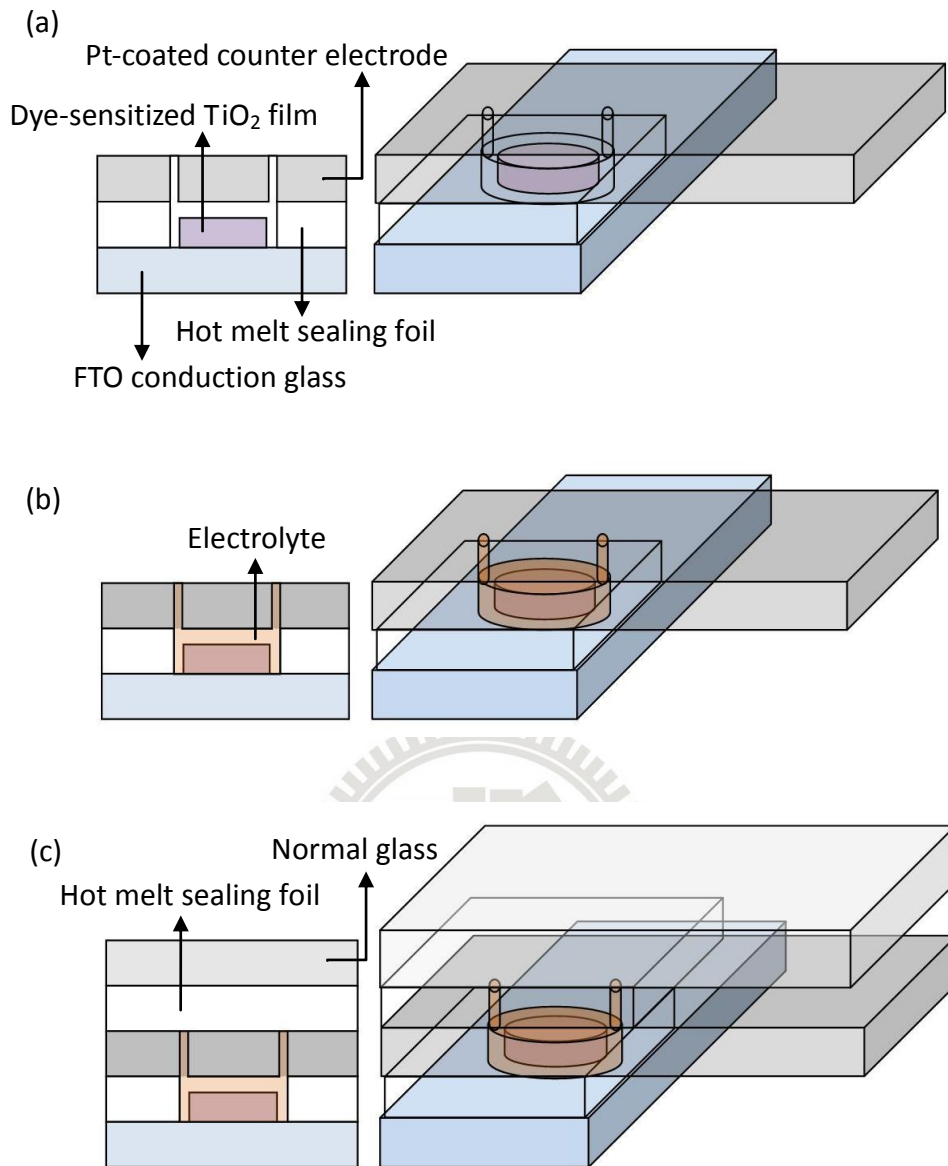 (a)
Pt-coated counter electrode
Dye-sensitized TiO₂ film
Hot melt sealing foil
FTO conduction glass
(b)
Electrolyte
(c)
Normal glass
Hot melt sealing foil